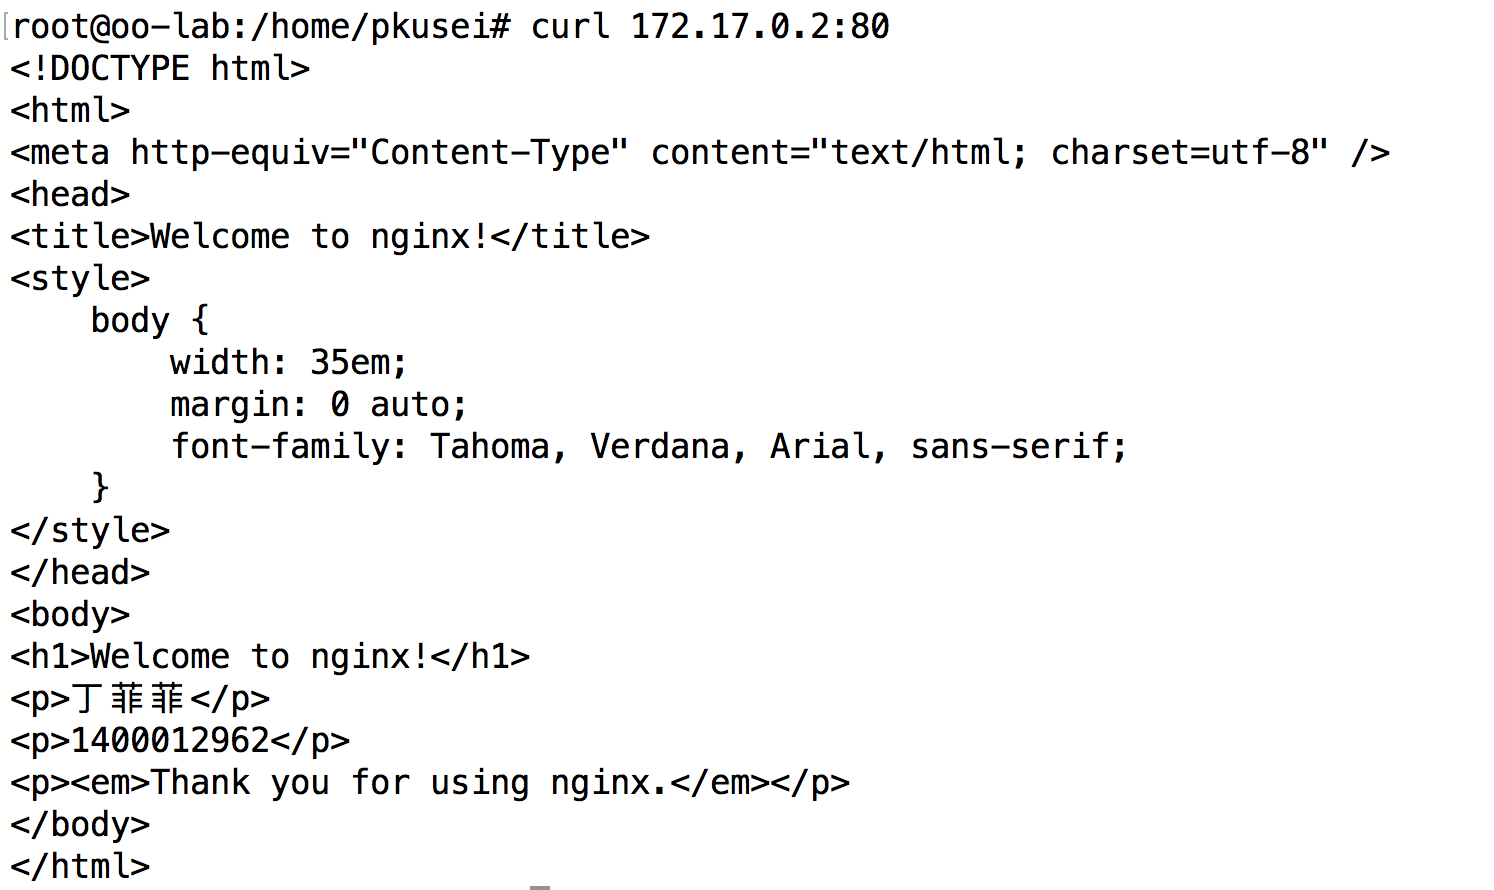 root@oo-lab:/home/pkusei# curl 172.17.0.2:80
<!DOCTYPE html>
<html>
<meta http-equiv="Content-Type" content="text/html; charset=utf-8" />
<head>
<title>Welcome to nginx!</title>
<style>
    body {
        width: 35em;
        margin: 0 auto;
        font-family: Tahoma, Verdana, Arial, sans-serif;
    }
</style>
</head>
<body>
<h1>Welcome to nginx!</h1>
<p>丁菲菲</p>
<p>1400012962</p>
<p><em>Thank you for using nginx.</em></p>
</body>
</html>